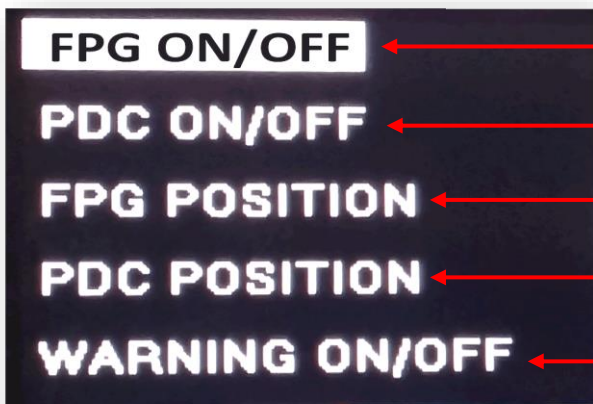 FPG ON/OFF
PDC ON/OFF
FPG POSITION
PDC POSITION
WARNING ON/OFF